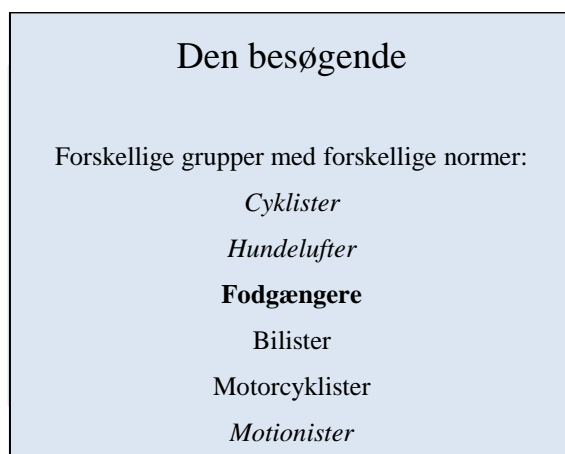 Den besøgende
Forskellige grupper med forskellige normer:
Cyklister
Hundelufter
Fodgængere
Bilister
Motorcyklister
Motionister